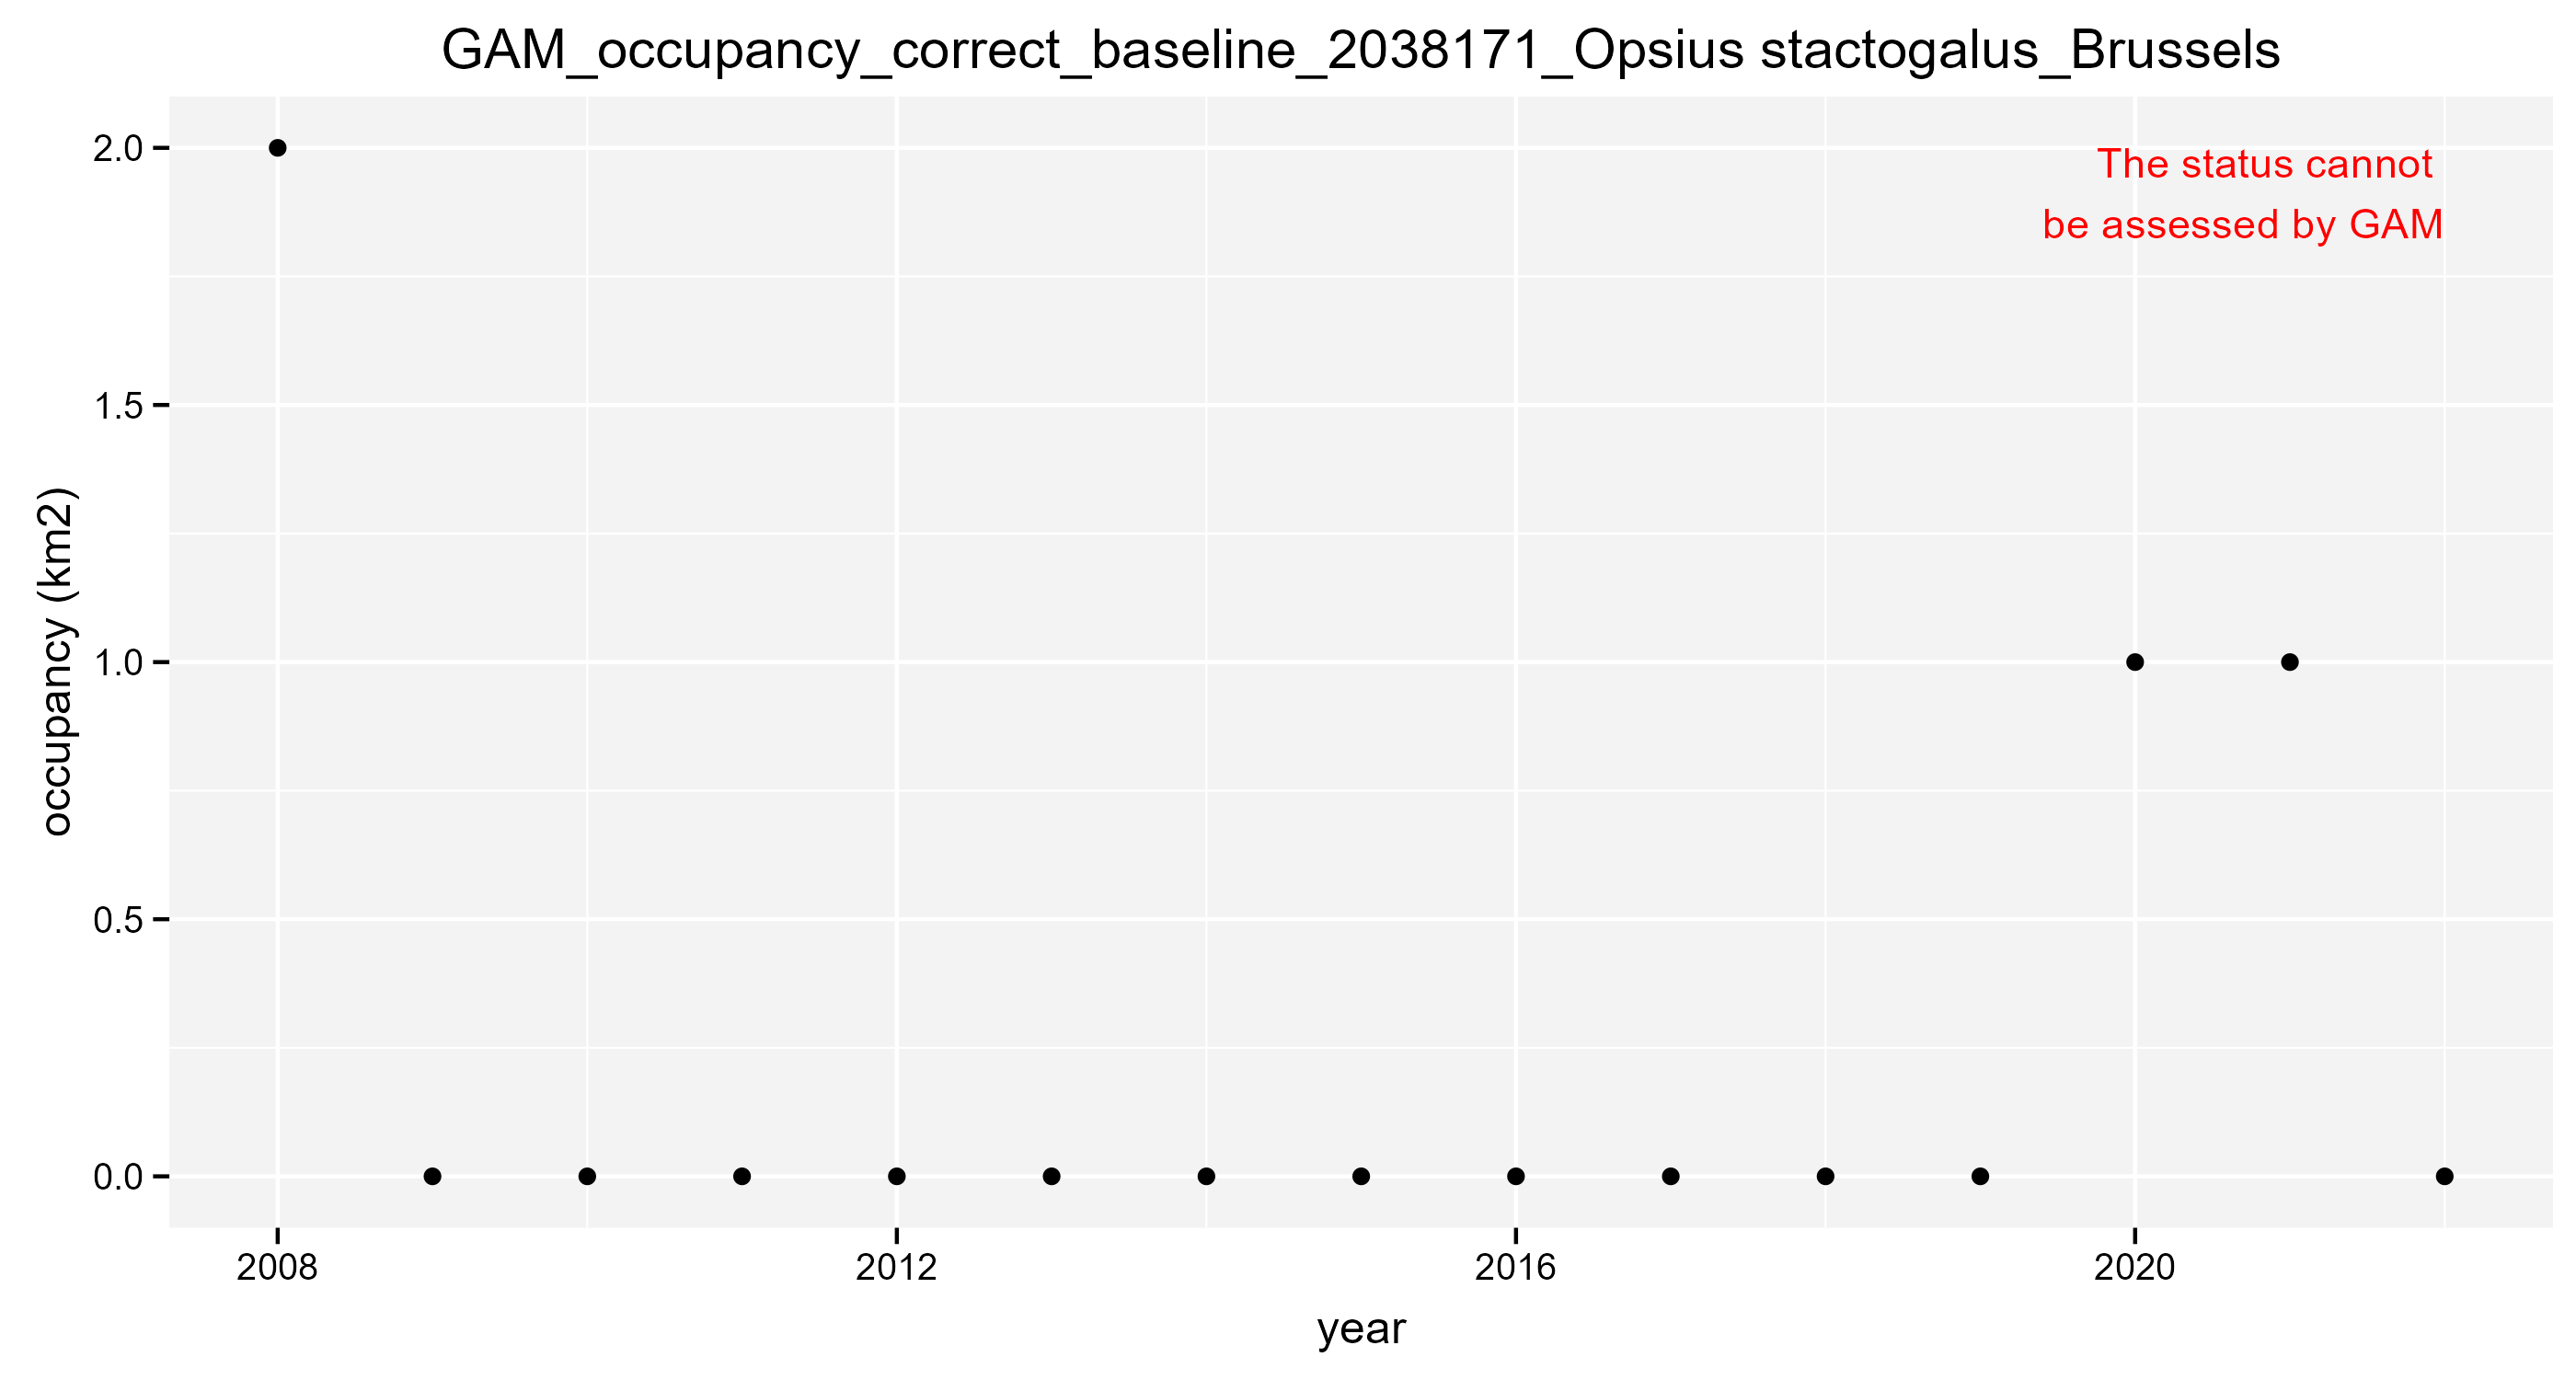 GAM_occupancy_correct_baseline_2038171_Opsius stactogalus_Brussels
The status cannot
be assessed by GAM
occupancy (km2)
2.0
1.5
1.0
0.5
0.0
2008
2012
2016
2020
year